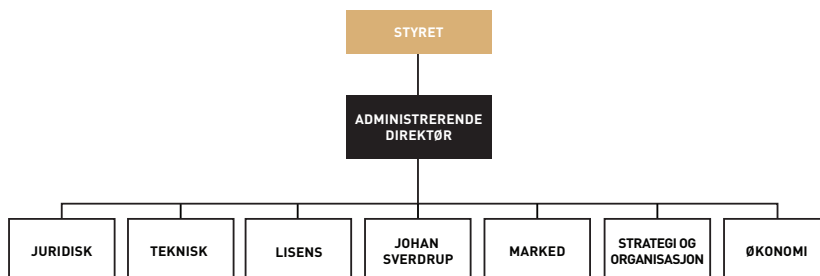 STYRET
ADMINISTRERENDE
DIREKTØR
JURIDISK
TEKNISK
LISENS
JOHAN
SVERDRUP
MARKED
STRATEGI OG
ORGANISASJON
ØKONOMI